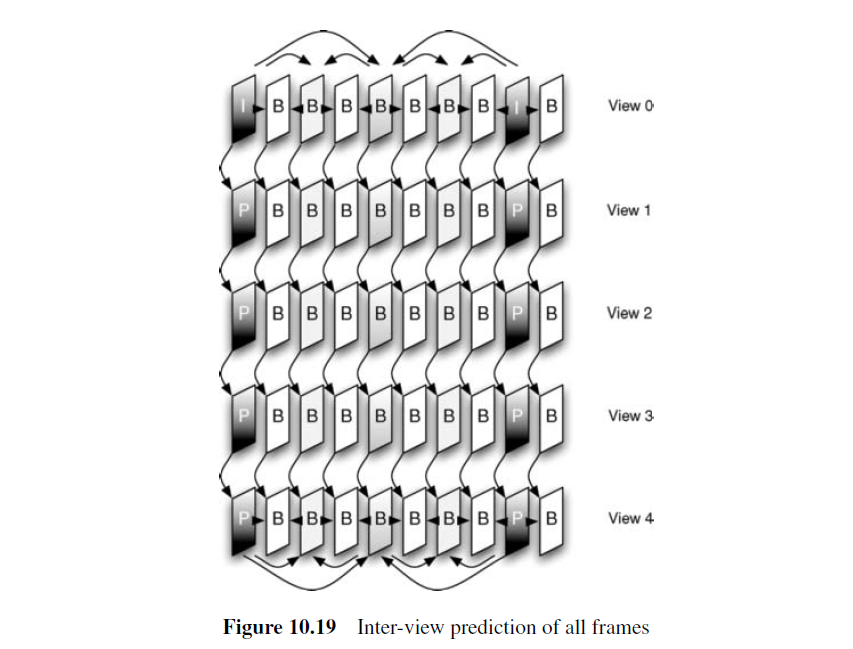 I B B B B B B B I B View 0
P B B B B B B B P B View 1
P B B B B B B B P B View 2
P B B B B B B B P B View 3
P B B B B B B B P B View 4
Figure 10.19 Inter-view prediction of all frames